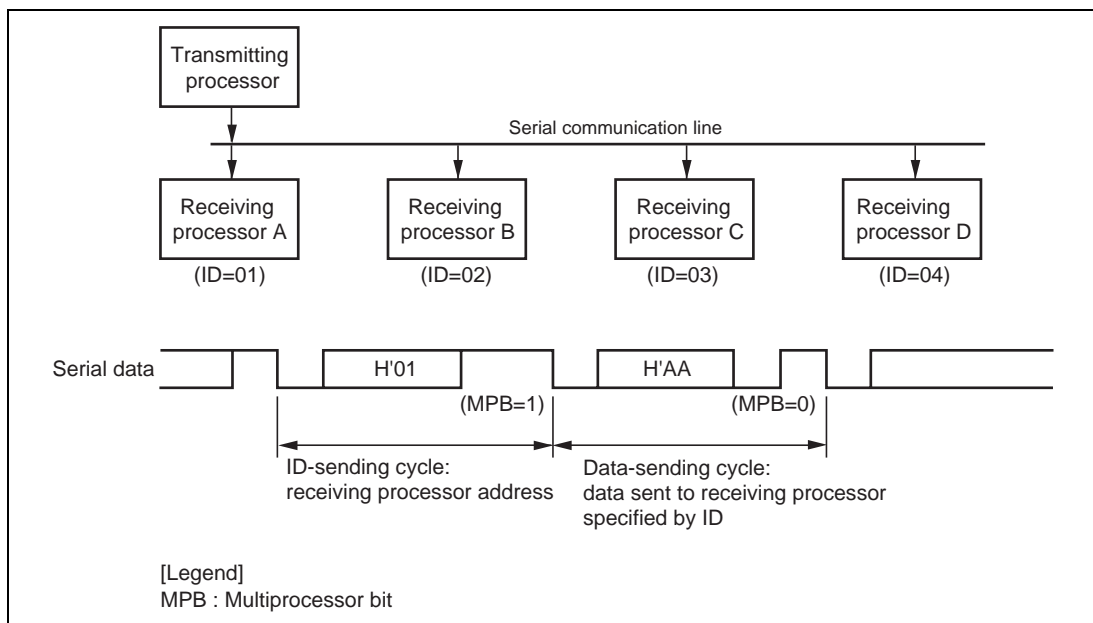 Transmitting
processor
Serial communication line
Receiving
processor A
Receiving
processor B
Receiving
processor C
Receiving
processor D
(ID=01)
(ID=02)
(ID=03)
(ID=04)
Serial data
H'01
H'AA
(MPB=1)
(MPB=0)
ID-sending cycle:
receiving processor address
Data-sending cycle:
data sent to receiving processor
specified by ID
[Legend]
MPB : Multiprocessor bit